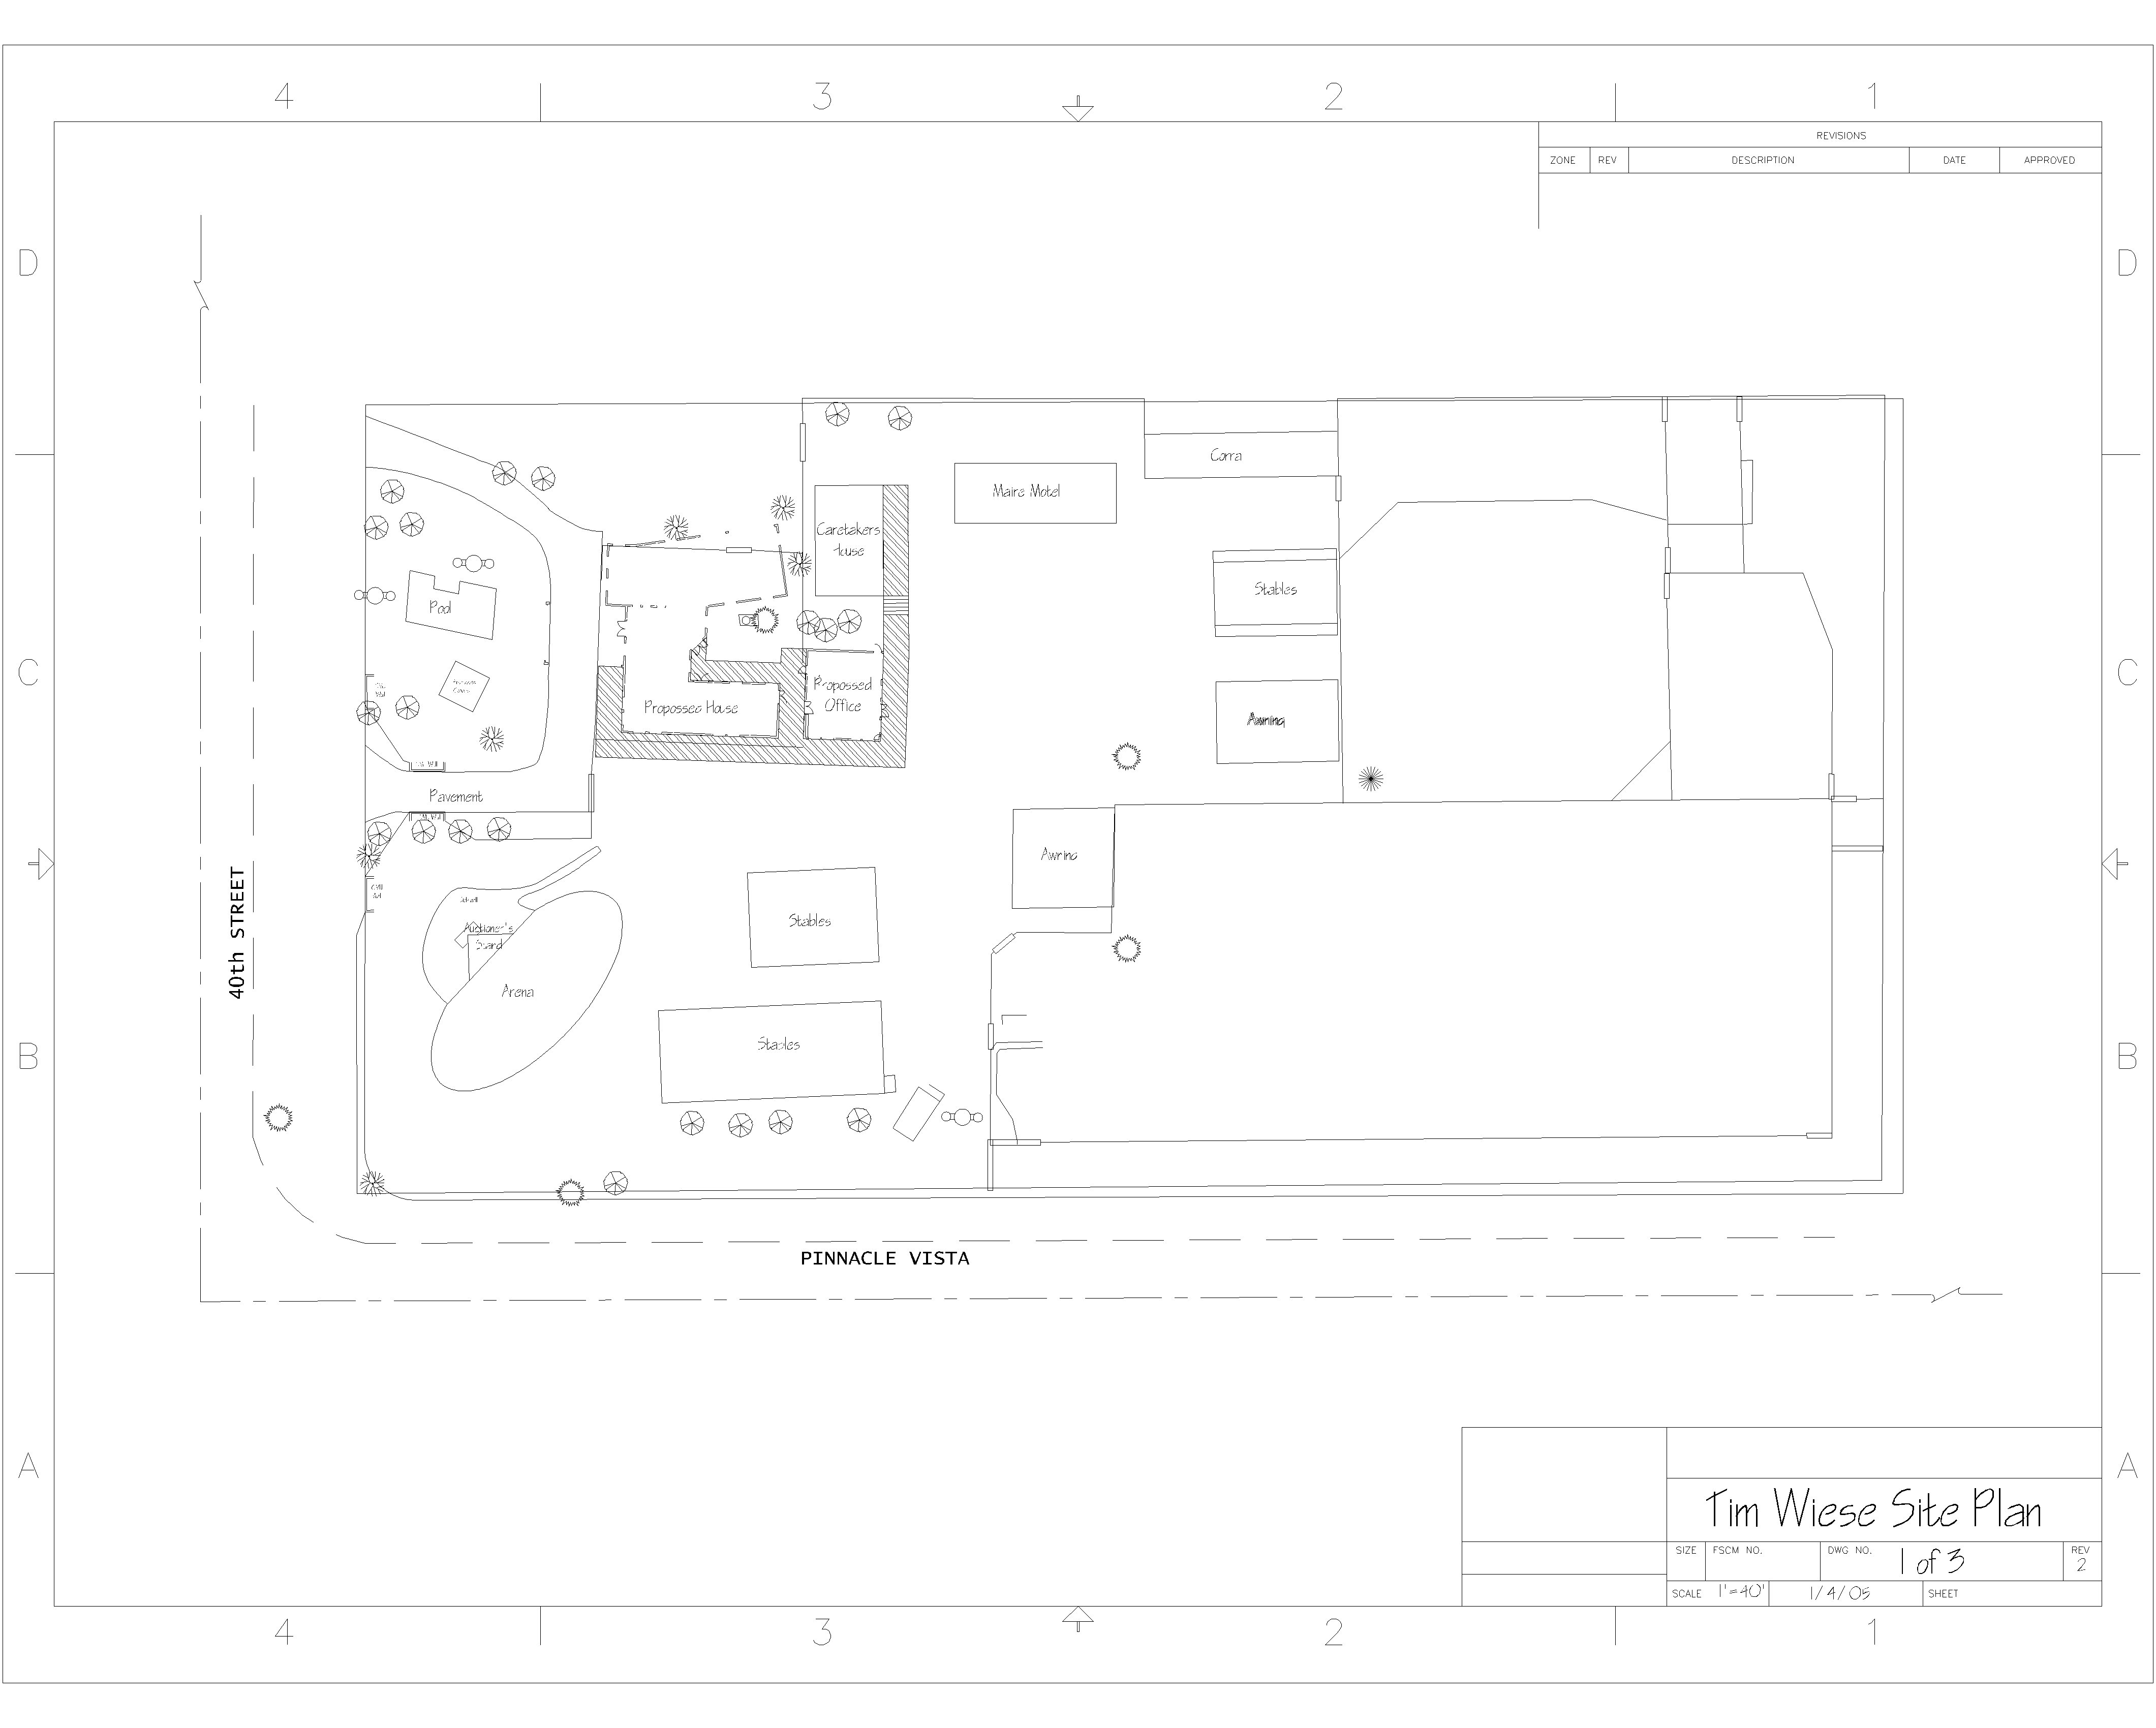 4
3
2
1
REVISIONS
ZONE
REV
DESCRIPTION
DATE
APPROVED
D
D
Corra
Maire Motel
Caretakers
House
Stables
Pool
C
C
Propossed
Office
Propossed House
Awning
Pavement
Awning
40th STREET
Stables
Auctioner's
Stand
Arena
Stables
B
B
PINNACLE VISTA
A
A
Tim Wiese Site Plan
SIZE
FSCM NO.
DWG NO.
1 of 3
REV
2
SCALE
1'=40'
1/4/05
SHEET
4
3
2
1